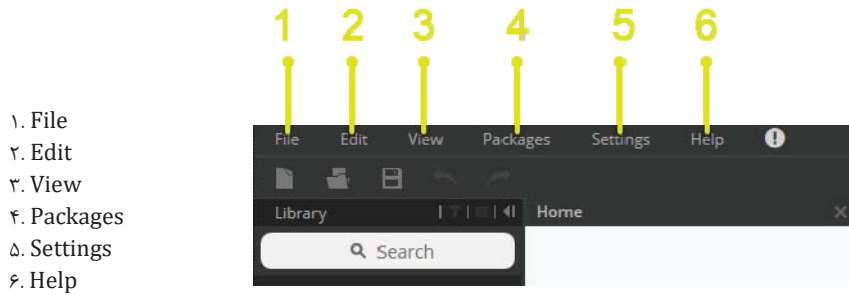 1 2 3 4 5 6
۱. File
۲. Edit
۳. View
۴. Packages
۵. Settings
۶. Help
File Edit View Packages Settings Help
Library
Home
Search